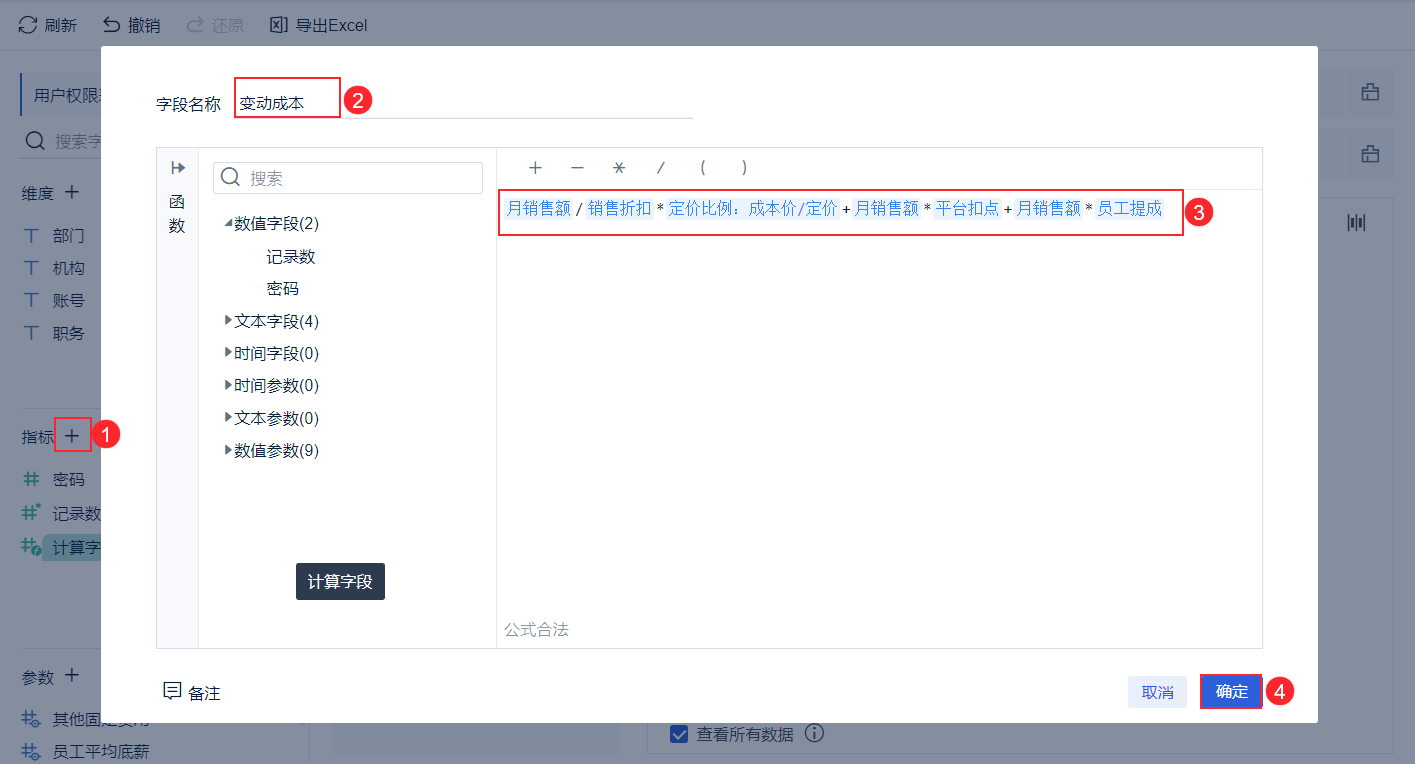 刷新 撤销 还原 导出Excel
用户权限
字段名称 变动成本 2
搜索字
函数
搜索
+ − * / ( )
维度 +
月销售额/销售折扣*定价比例：成本价/定价+月销售额*平台扣点+月销售额*员工提成 3
数值字段(2)
部门
记录数
机构
密码
账号
文本字段(4)
职务
时间字段(0)
时间参数(0)
文本参数(0)
指标 + 1
数值参数(9)
密码
记录数
计算字
计算字段
公式合法
参数 +
备注
取消 确定 4
其他固定费用
查看所有数据
员工平均底薪